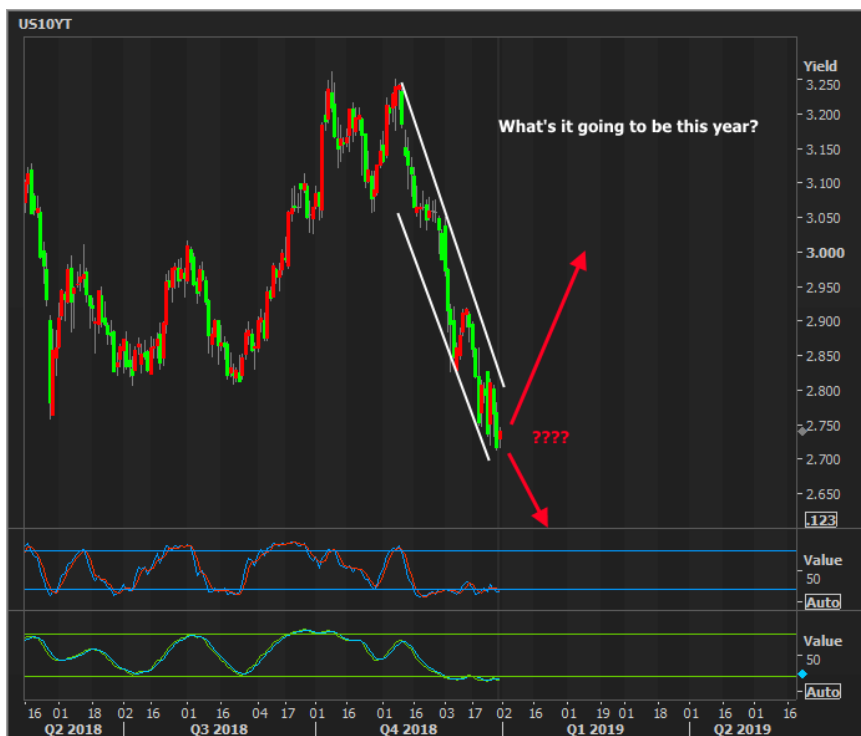 US10YT
Yield
3.250
3.200
What's it going to be this year?
3.150
3.100
3.050
3.000
2.950
2.900
2.850
2.800
2.750
????
2.700
2.650
.123
Value
50
Auto
Value
50
Auto
16 01 18 02 16 01 16 04 17 01 16 01 16 03 17 02 16 01 19 01 18 01 16 02 16
Q2 2018 Q3 2018 Q4 2018 Q1 2019 Q2 2019